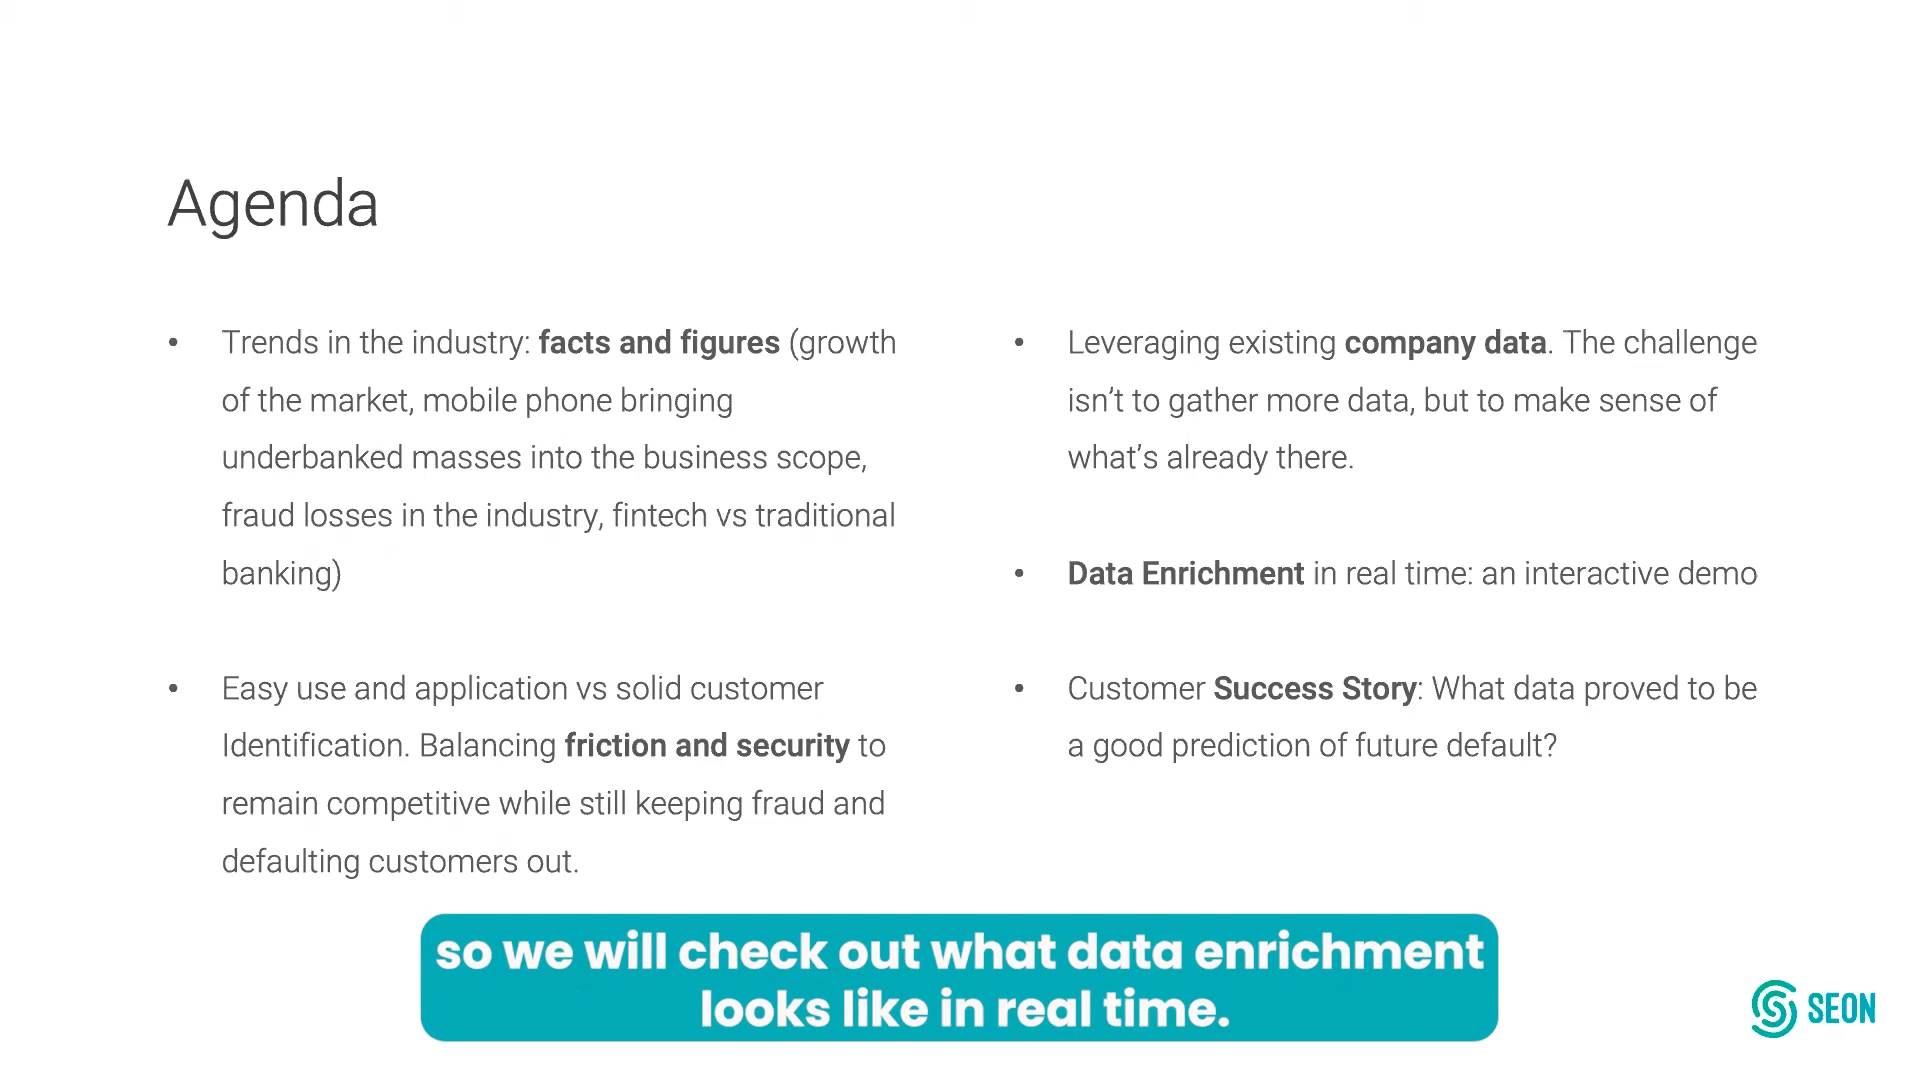 Agenda
• Trends in the industry: facts and figures (growth
of the market, mobile phone bringing
underbanked masses into the business scope,
fraud losses in the industry, fintech vs traditional
banking)
• Easy use and application vs solid customer
Identification. Balancing friction and security to
remain competitive while still keeping fraud and
defaulting customers out.
• Leveraging existing company data. The challenge
isn’t to gather more data, but to make sense of
what’s already there.
• Data Enrichment in real time: an interactive demo
• Customer Success Story: What data proved to be
a good prediction of future default?
so we will check out what data enrichment
looks like in real time.
SEON